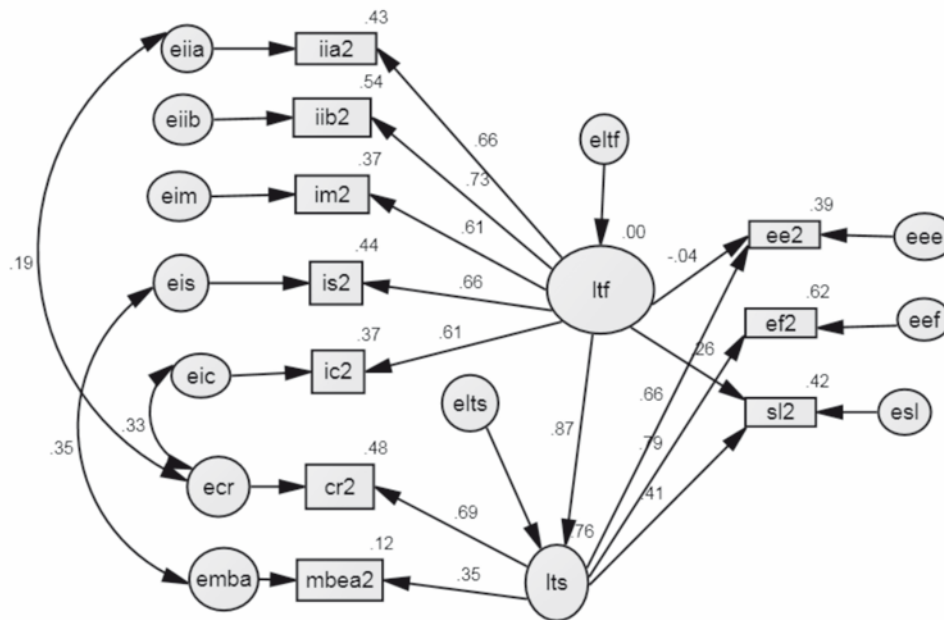 .43
eiia
iia2
.54
eiib
iib2
.66
eltf
.37
.73
eim
im2
.61
.00
.39
-.04
ee2
eee
.19
.44
eis
is2
.66
ltf
.62
ef2
eef
.37
.61
.26
eic
ic2
.66
.42
elts
sl2
esl
.33
.87
.35
.48
.79
ecr
cr2
.41
.69
.76
.12
emba
mbea2
.35
lts